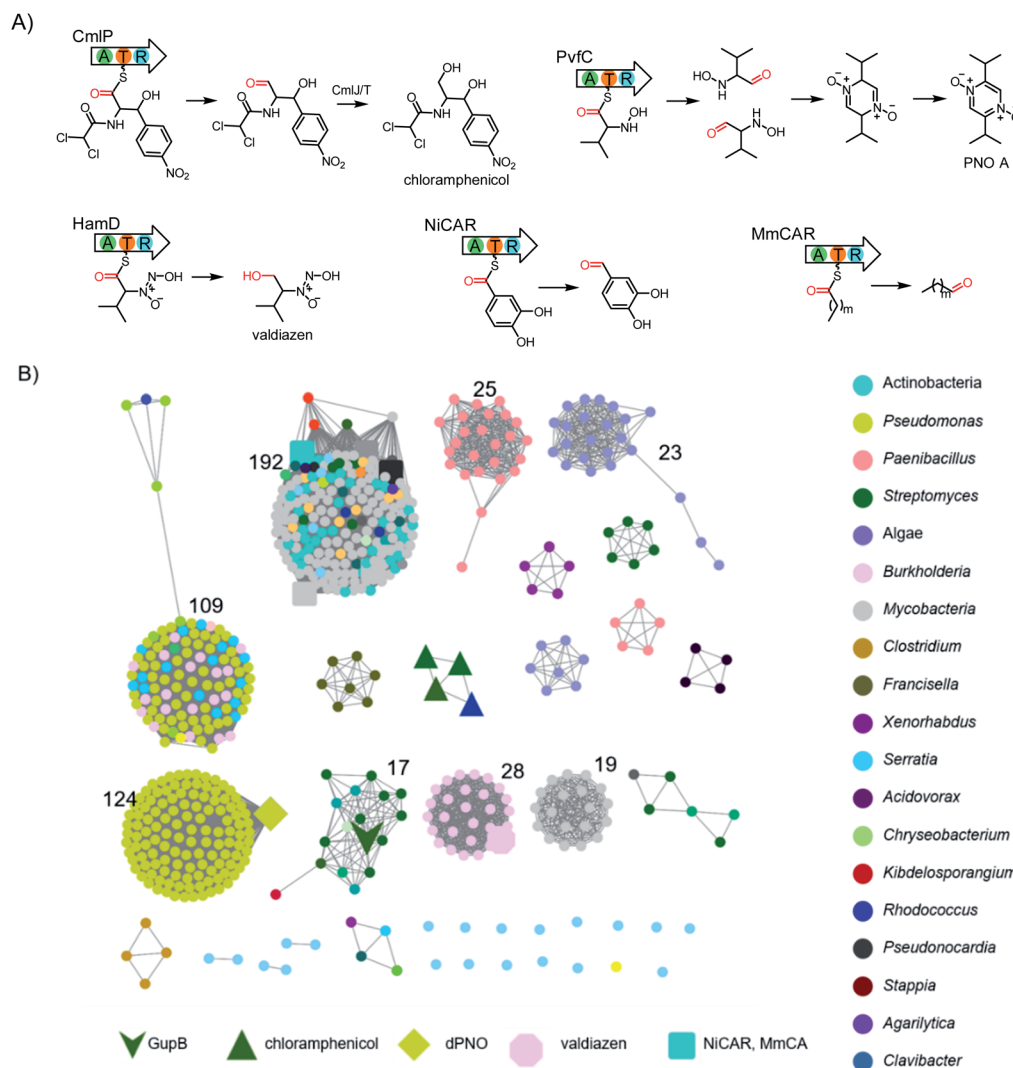 A)
CmlP
A T R
S
O
OH
O
NH
Cl
Cl
NO2
O
OH
O
NH
Cl
Cl
NO2
CmlJ/T
HO
OH
O
NH
Cl
Cl
NO2
chloramphenicol
PvfC
A T R
S
O
N
H
OH
HO
N
H
O
O
H
N
OH
O-
N+
N+
O-
O-
N+
N+
O-
PNO A
HamD
A T R
S
O
N
N-OH
N+
O-
HO
N-OH
N+
O-
valdiazen
NiCAR
A T R
S
O
OH
OH
O
OH
OH
MmCAR
A T R
S
O
m
m
O
B)
192
25
23
109
124
17
28
19
Actinobacteria
Pseudomonas
Paenibacillus
Streptomyces
Algae
Burkholderia
Mycobacteria
Clostridium
Francisella
Xenorhabdus
Serratia
Acidovorax
Chryseobacterium
Kibdelosporangium
Rhodococcus
Pseudonocardia
Stappia
Agarilytica
Clavibacter
GupB chloramphenicol dPNO valdiazen NiCAR, MmCA